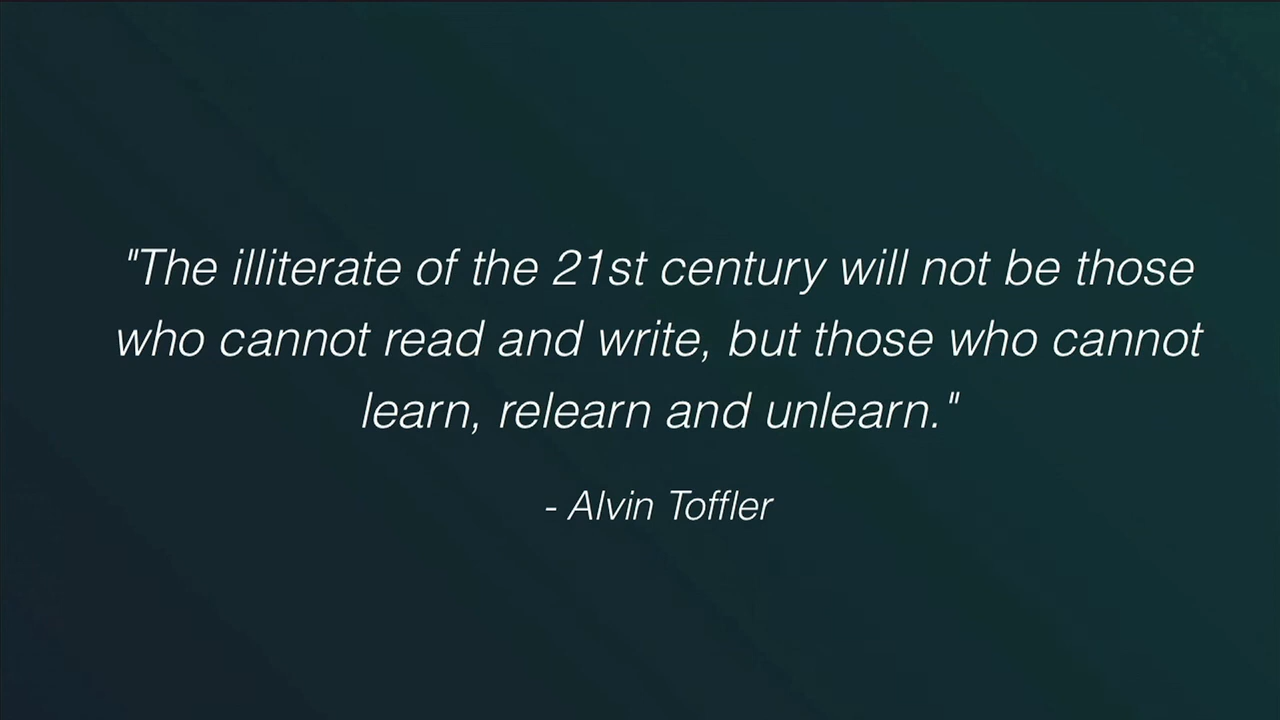 "The illiterate of the 21st century will not be those
who cannot read and write, but those who cannot
learn, relearn and unlearn."
- Alvin Toffler